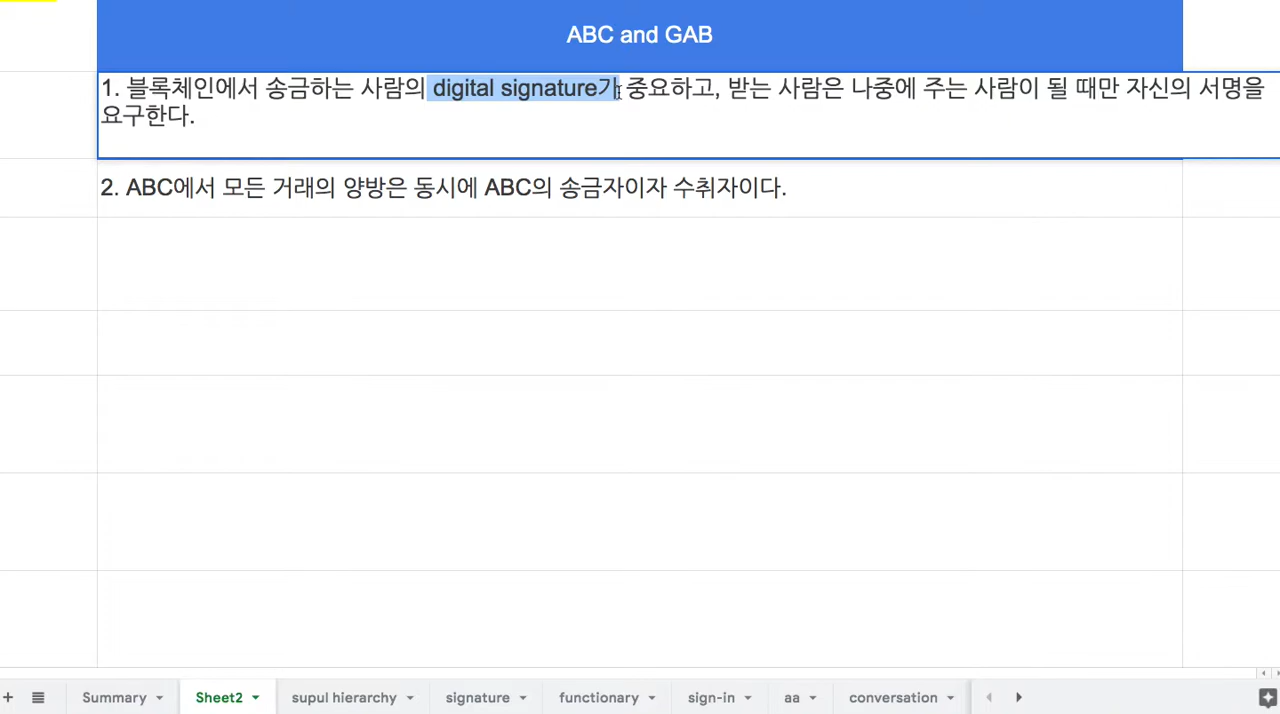 ABC and GAB
1. 블록체인에서 송금하는 사람의 digital signature가 중요하고, 받는 사람은 나중에 주는 사람이 될 때만 자신의 서명을
요구한다.
2. ABC에서 모든 거래의 양방은 동시에 ABC의 송금자이자 수취자이다.
+ Summary Sheet2 supul hierarchy signature functionary sign-in aa conversation